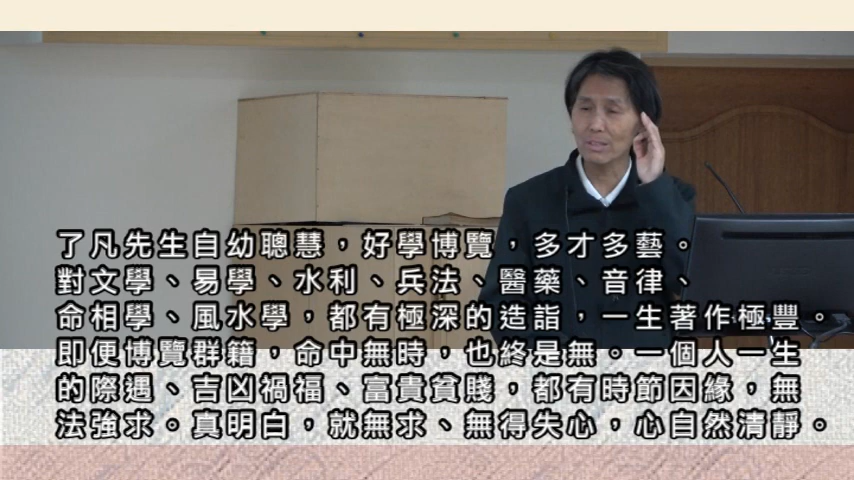 了凡先生自幼聰慧，好學博覽，多才多藝。
對文學、易學、水利、兵法、醫藥、音律、
命相學、風水學，都有極深的造詣，一生著作極豐。
即便博覽群籍，命中無時，也終是無。一個人一生
的際遇、吉凶禍福、富貴貧賤，都有時節因緣，無
法強求。真明白，就無求、無得失心，心自然清靜。